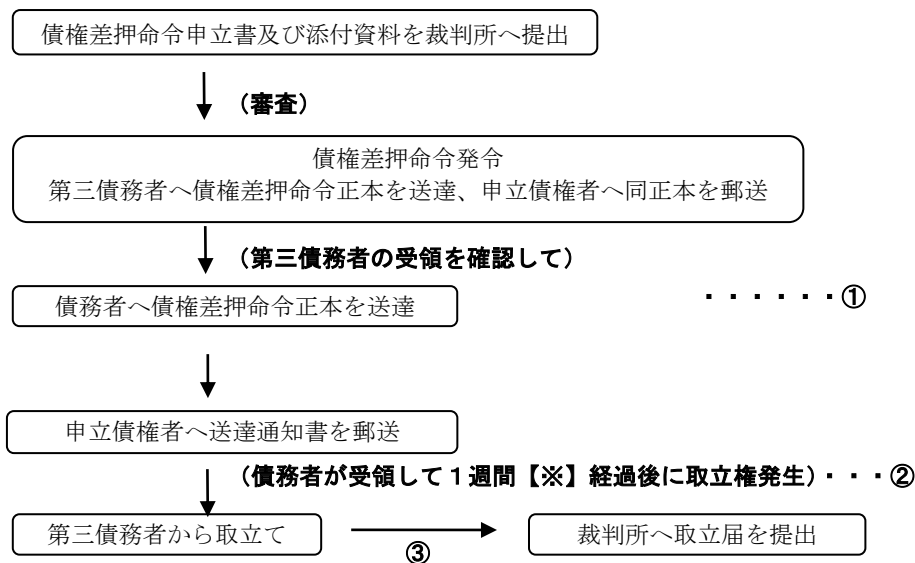 債権差押命令申立書及び添付資料を裁判所へ提出
（審査）
債権差押命令発令
第三債務者へ債権差押命令正本を送達、申立債権者へ同正本を郵送
（第三債務者の受領を確認して）
債務者へ債権差押命令正本を送達 ・・・・・・①
申立債権者へ送達通知書を郵送
（債務者が受領して１週間【※】経過後に取立権発生）・・・②
第三債務者から取立て ③ 裁判所へ取立届を提出